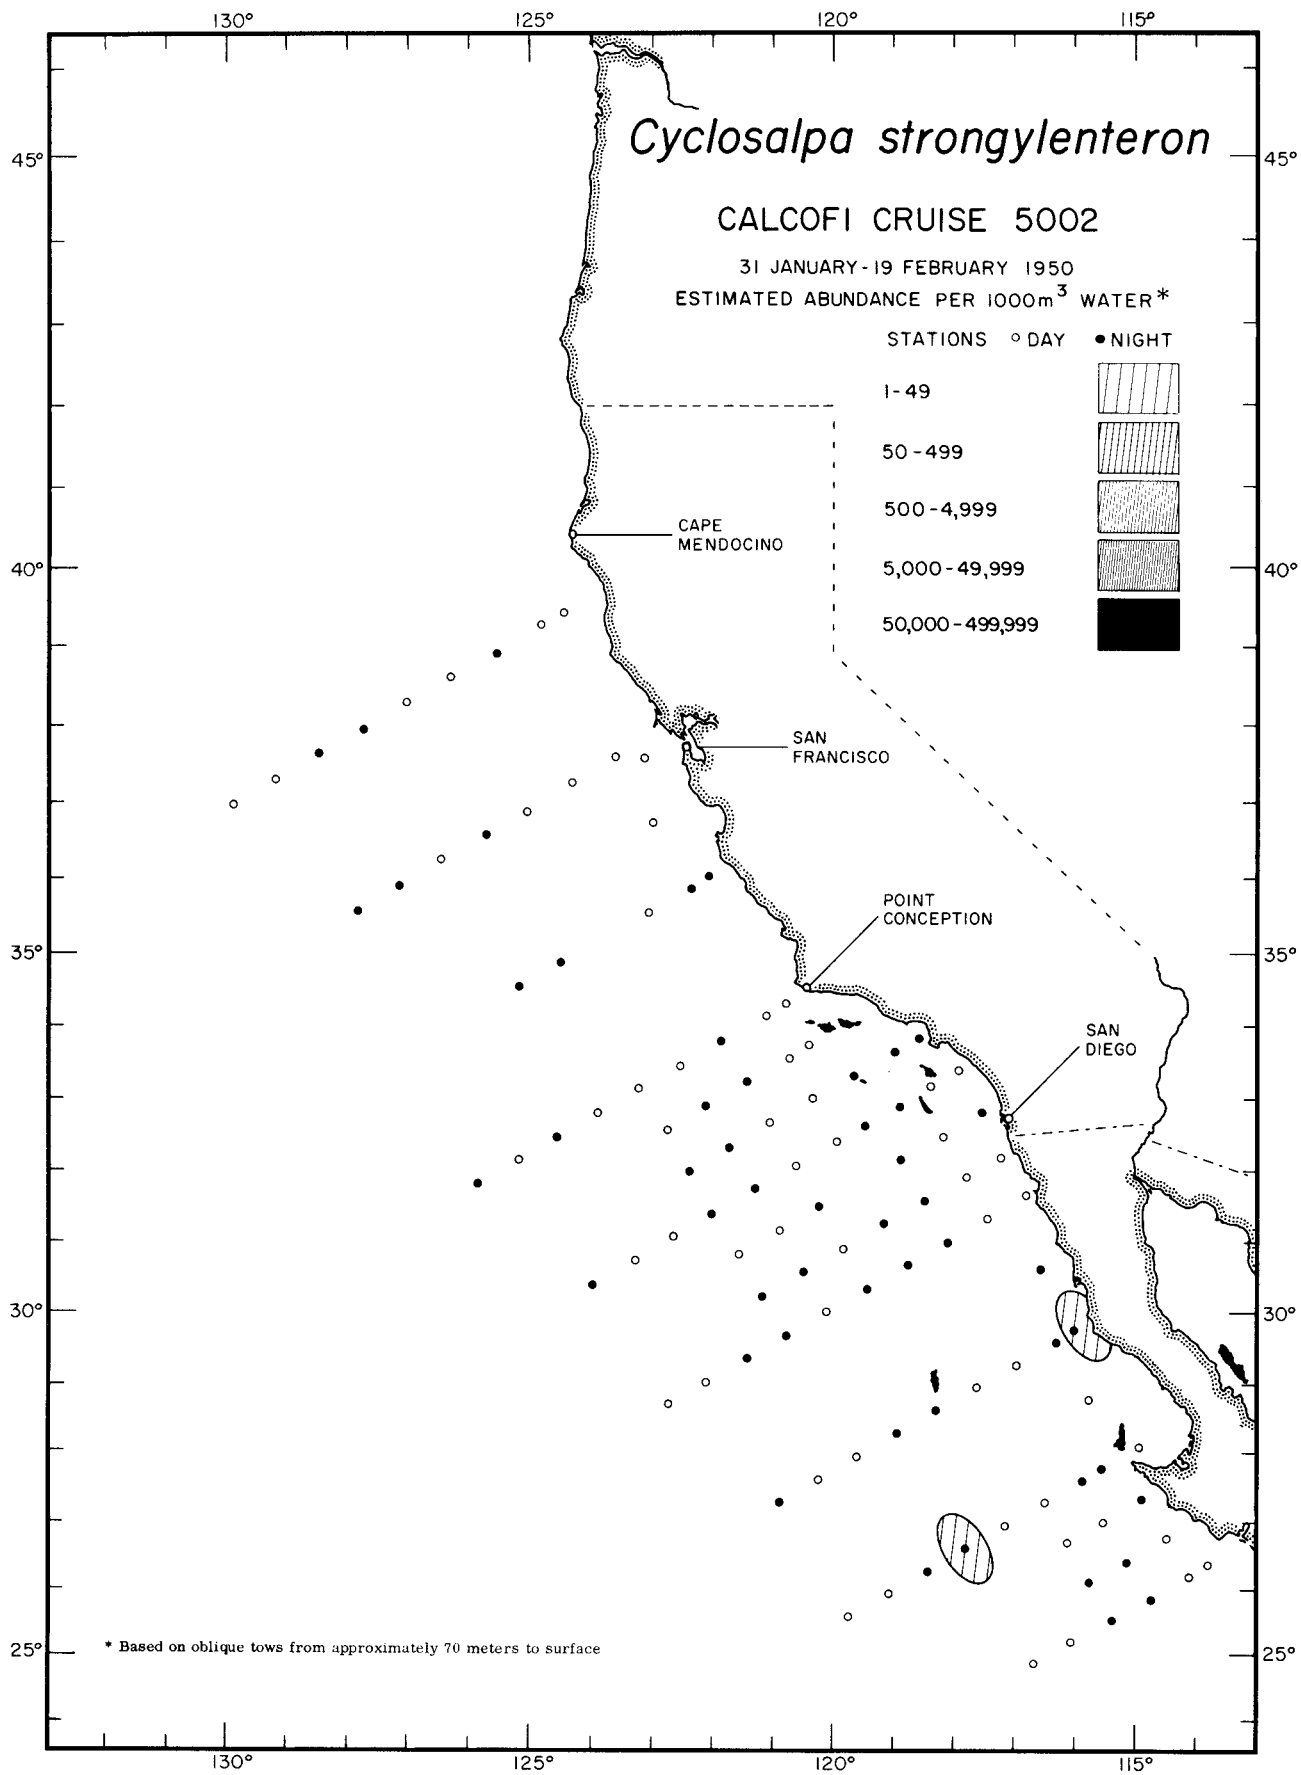 130° 125° 120° 115°
Cyclosalpa strongylenteron
45° 45°
CALCOFI CRUISE 5002
31 JANUARY-19 FEBRUARY 1950
ESTIMATED ABUNDANCE PER 1000m³ WATER*
STATIONS ○ DAY ● NIGHT
1-49
50-499
500-4,999
CAPE
MENDOCINO
40° 5,000-49,999 40°
50,000-499,999
SAN
FRANCISCO
POINT
CONCEPTION
35° 35°
SAN
DIEGO
30° 30°
* Based on oblique tows from approximately 70 meters to surface
25° 25°
130° 125° 120° 115°